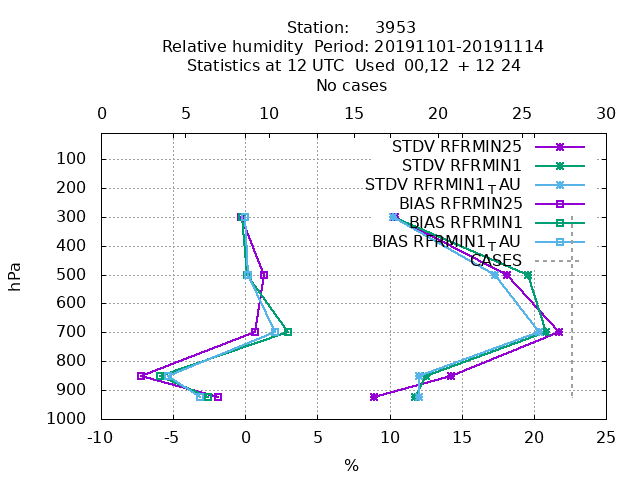 Station: 3953
Relative humidity Period: 20191101-20191114
Statistics at 12 UTC Used 00,12 + 12 24
No cases
0 5 10 15 20 25 30
STDV RFRMIN25
STDV RFRMIN1
STDV RFRMIN1TAU
BIAS RFRMIN25
BIAS RFRMIN1
BIAS RFRMIN1TAU
CASES
100
200
300
400
500
600
700
800
900
1000
hPa
-10 -5 0 5 10 15 20 25
%